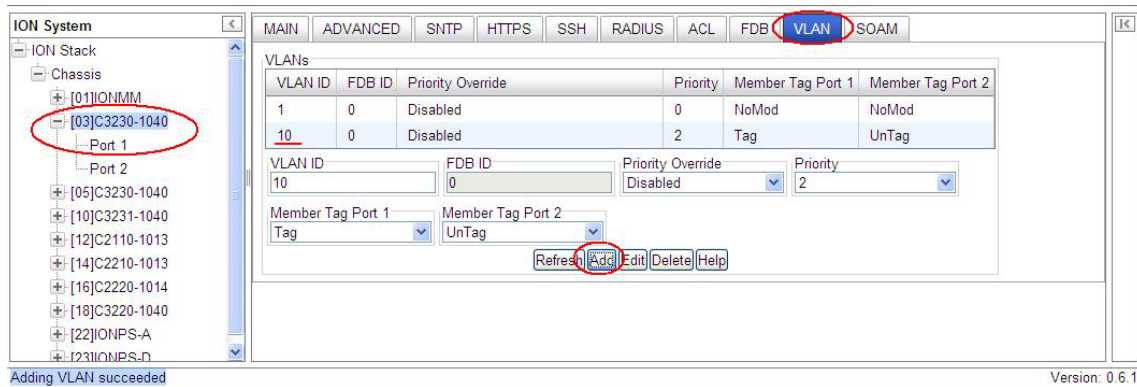 ION System
ION Stack
Chassis
[01]IONMM
[03]C3230-1040
Port 1
Port 2
[05]C3230-1040
[10]C3231-1040
[12]C2110-1013
[14]C2210-1013
[16]C2220-1014
[18]C3220-1040
[22]IONPS-A
[23]IONPS-D
MAIN ADVANCED SNTP HTTPS SSH RADIUS ACL FDB VLAN SOAM
VLANs
VLAN ID FDB ID Priority Override Priority Member Tag Port 1 Member Tag Port 2
1 0 Disabled 0 NoMod NoMod
10 0 Disabled 2 Tag UnTag
VLAN ID FDB ID Priority Override Priority
10 0 Disabled 2
Member Tag Port 1 Member Tag Port 2
Tag UnTag
Refresh Add Edit Delete Help
Adding VLAN succeeded Version: 0.6.1